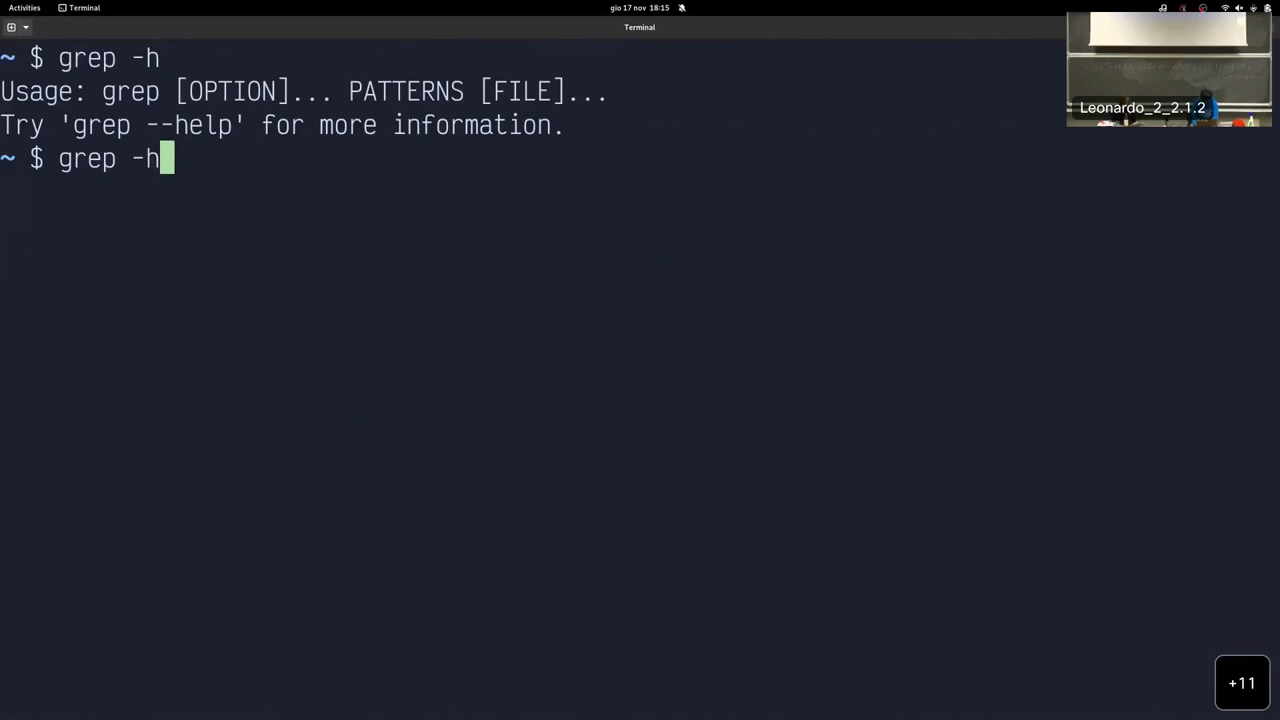 Activities
Terminal
gio 17 nov 18:15
Terminal
~ $ grep -h
Usage: grep [OPTION]... PATTERNS [FILE]...
Try 'grep --help' for more information.
~ $ grep -h
Leonardo_2_2.1.2
+11